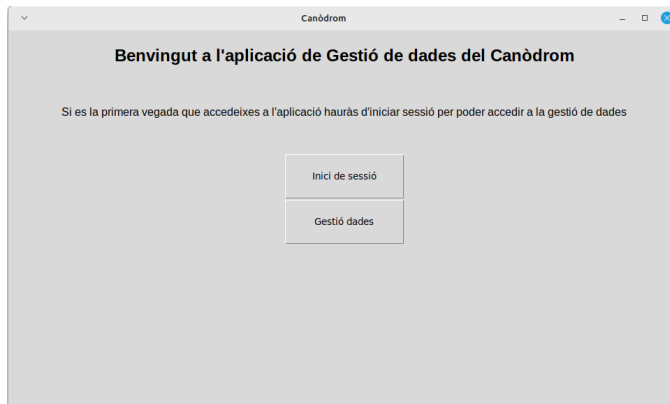 Canòdrom
Benvingut a l'aplicació de Gestió de dades del Canòdrom
Si es la primera vegada que accedeixes a l'aplicació hauràs d'iniciar sessió per poder accedir a la gestió de dades
Inici de sessió
Gestió dades